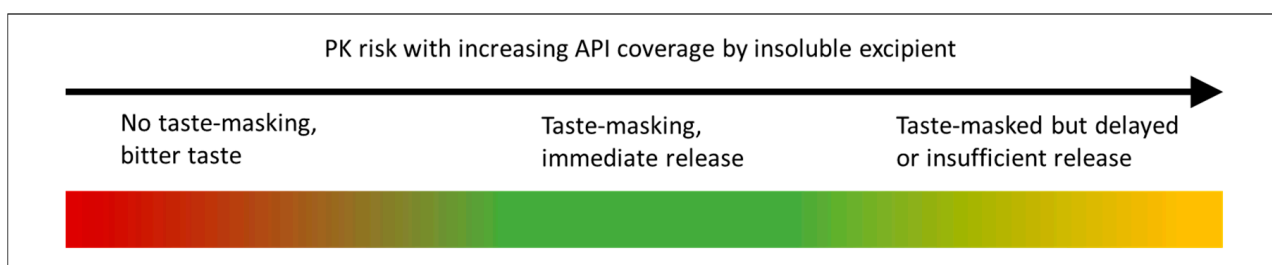 PK risk with increasing API coverage by insoluble excipient
No taste-masking,
bitter taste
Taste-masking,
immediate release
Taste-masked but delayed
or insufficient release